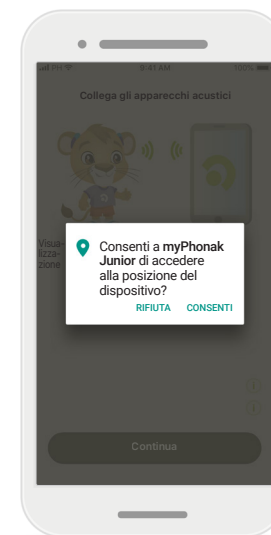 PH 8:41 AM 100%
Collega gli apparecchi acustici
Visua-
lizza-
zione
Consenti a myPhonak
Junior di accedere
alla posizione del
dispositivo?
RIFIUTA CONSENTI
Continua